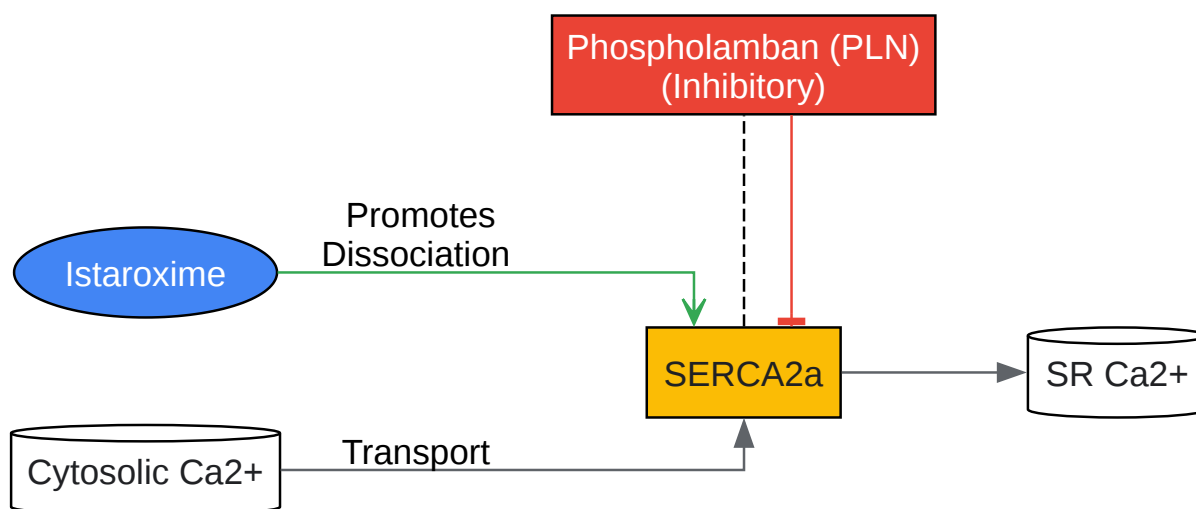 Phospholamban (PLN)
(Inhibitory)
Promotes
Dissociation
Istaroxime
SERCA2a
SR Ca2+
Transport
Cytosolic Ca2+